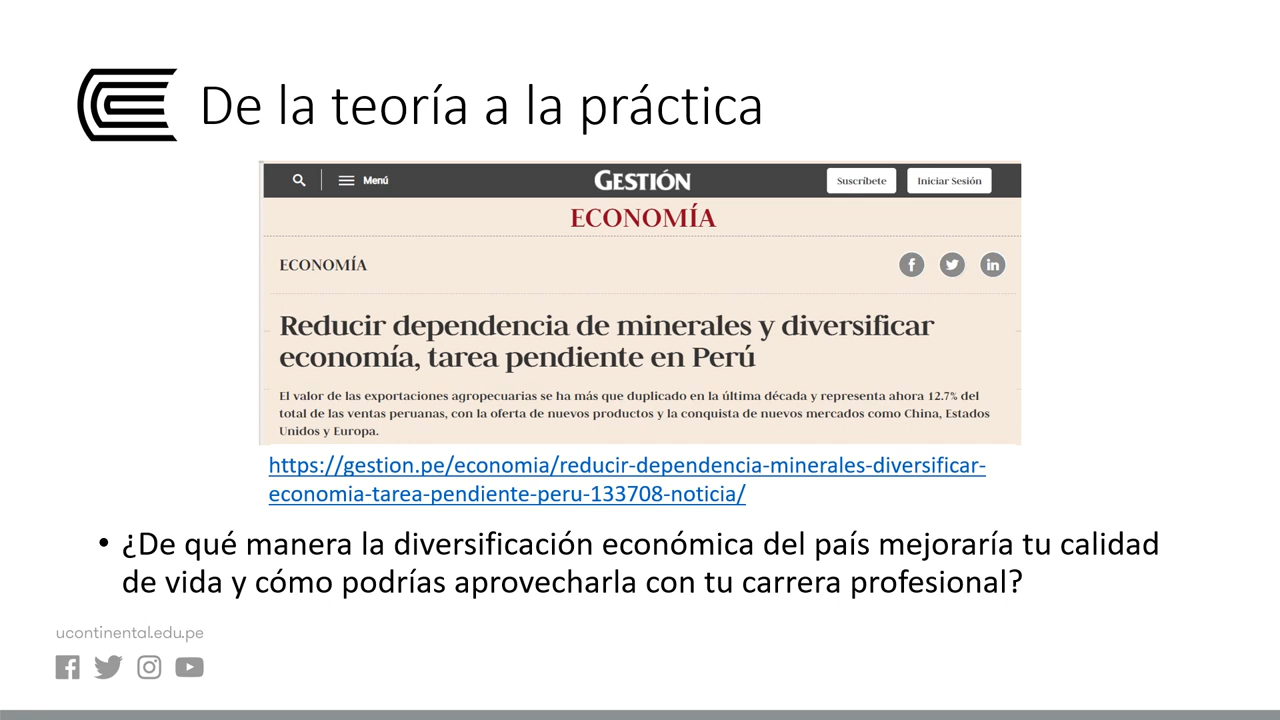 De la teoría a la práctica
Menú
GESTIÓN
Suscríbete
Iniciar Sesión
ECONOMÍA
ECONOMÍA
Reducir dependencia de minerales y diversificar
economía, tarea pendiente en Perú
El valor de las exportaciones agropecuarias se ha más que duplicado en la última década y representa ahora 12.7% del
total de las ventas peruanas, con la oferta de nuevos productos y la conquista de nuevos mercados como China, Estados
Unidos y Europa.
https://gestion.pe/economia/reducir-dependencia-minerales-diversificar-
economia-tarea-pendiente-peru-133708-noticia/
• ¿De qué manera la diversificación económica del país mejoraría tu calidad
de vida y cómo podrías aprovecharla con tu carrera profesional?
ucontinental.edu.pe